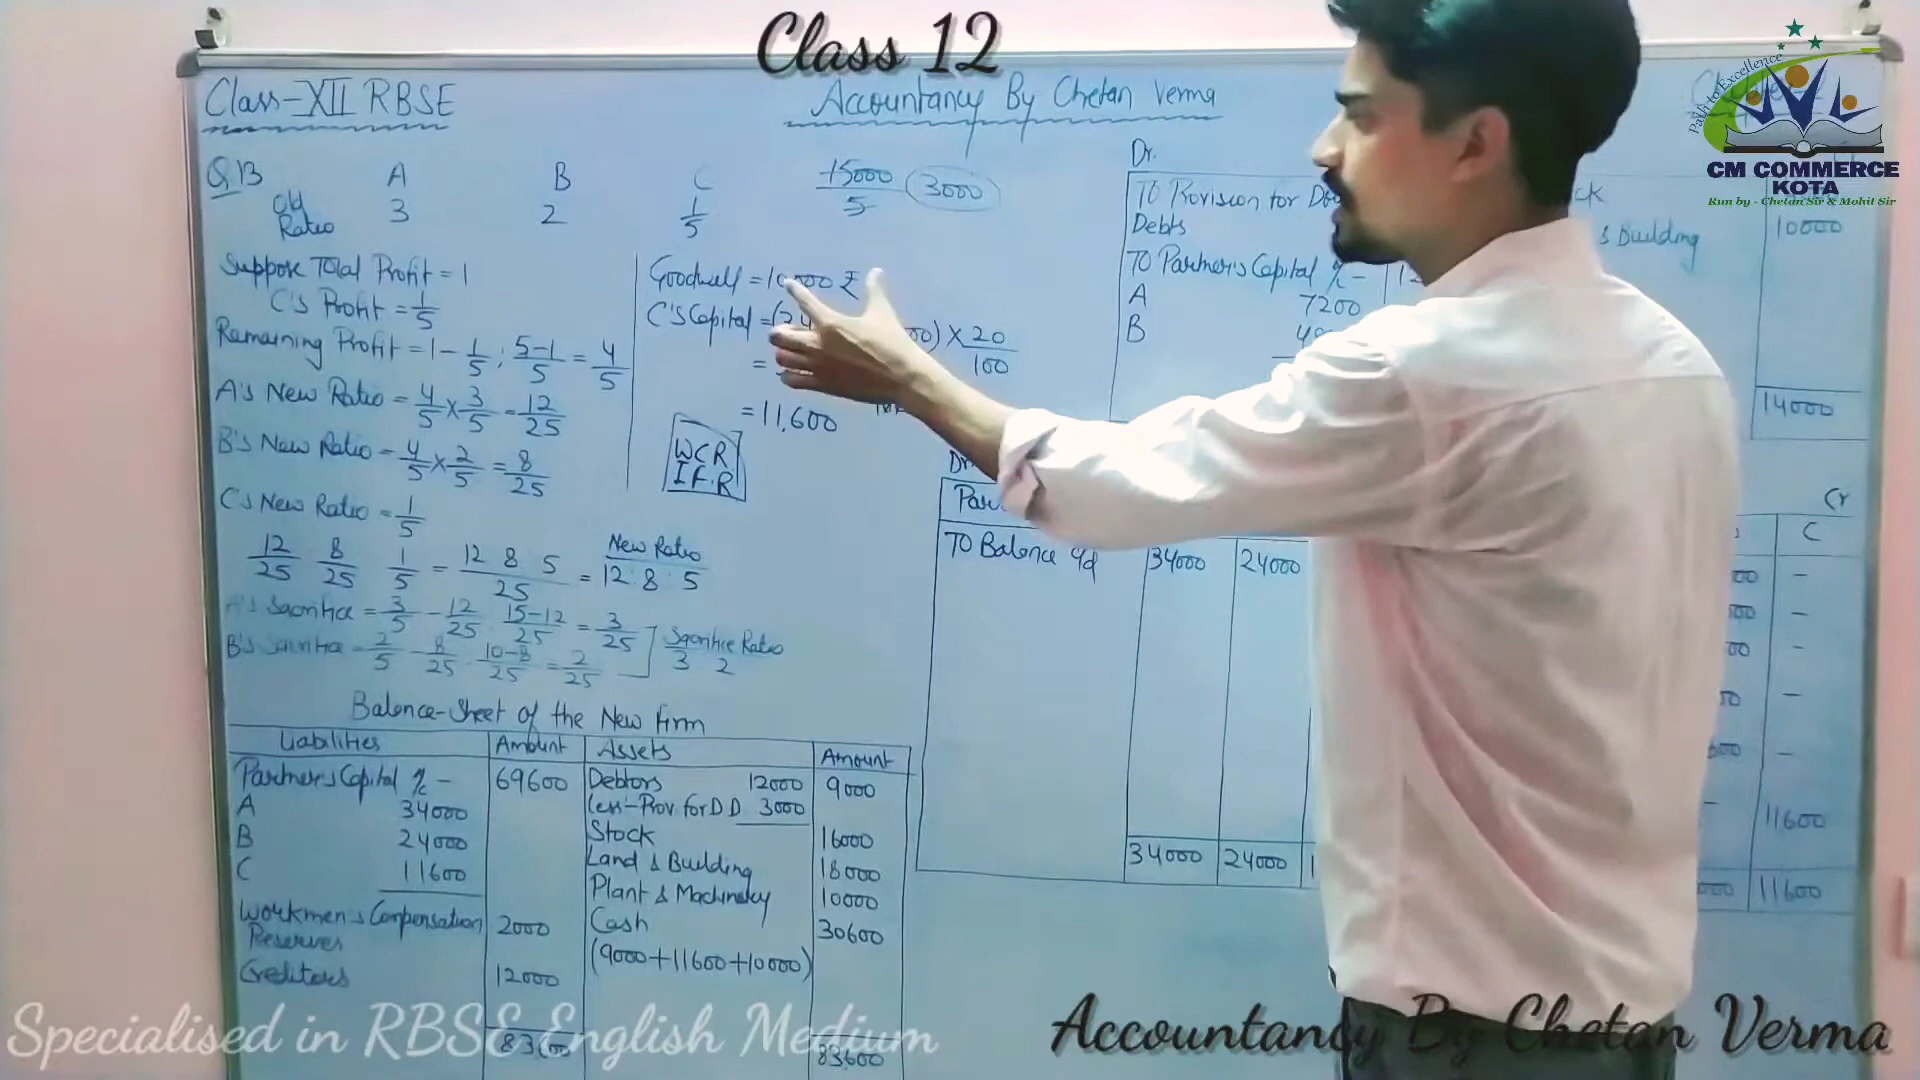 Class 12
Class-XII RBSE
Accountancy By Chetan Verma
Path to Excellence
CM COMMERCE
KOTA
Run by - Chetan Sir & Mohit Sir
Q.13 A B C
Old Ratio 3 2 1/5
15000/5 3000
Suppose Total Profit = 1
C's Profit = 1/5
Remaining Profit = 1 - 1/5 ; 5-1/5 = 4/5
A's New Ratio = 4/5 × 3/5 = 12/25
B's New Ratio = 4/5 × 2/5 = 8/25
C's New Ratio = 1/5
12/25 8/25 1/5 = 12 8 5/25 = New Ratio 12 : 8 : 5
A's Sacrifice = 3/5 - 12/25 . 15-12/25 = 3/25
B's Sacrifice = 2/5 - 8/25 . 10-8/25 = 2/25
Sacrifice Ratio
3 2
Goodwill = 10000 ₹
C'S Capital = ( ) × 20/100
= 11,600
WCR
I.F.R
Dr.
TO Provision for
Debts
TO Partner's Capital A/c -
A 7200
B
& Building
10000
14000
Cr
C
TO Balance c/d 34000 24000
-
-
-
-
-
11600
34000 24000
11600
Balance-Sheet of the New Firm
Liabilities Amount Assets Amount
Partner's Capital A/c - 69600 Debtors 12000 9000
A 34000 Less-Prov. for D D 3000
B 24000 Stock 16000
C 11600 Land & Building 18000
Plant & Machinery 10000
Workmen's Compensation Reserves 2000 Cash 30600
(9000+11600+10000)
Creditors 12000
83600 83,600
Specialised in RBSE English Medium
Accountancy By Chetan Verma